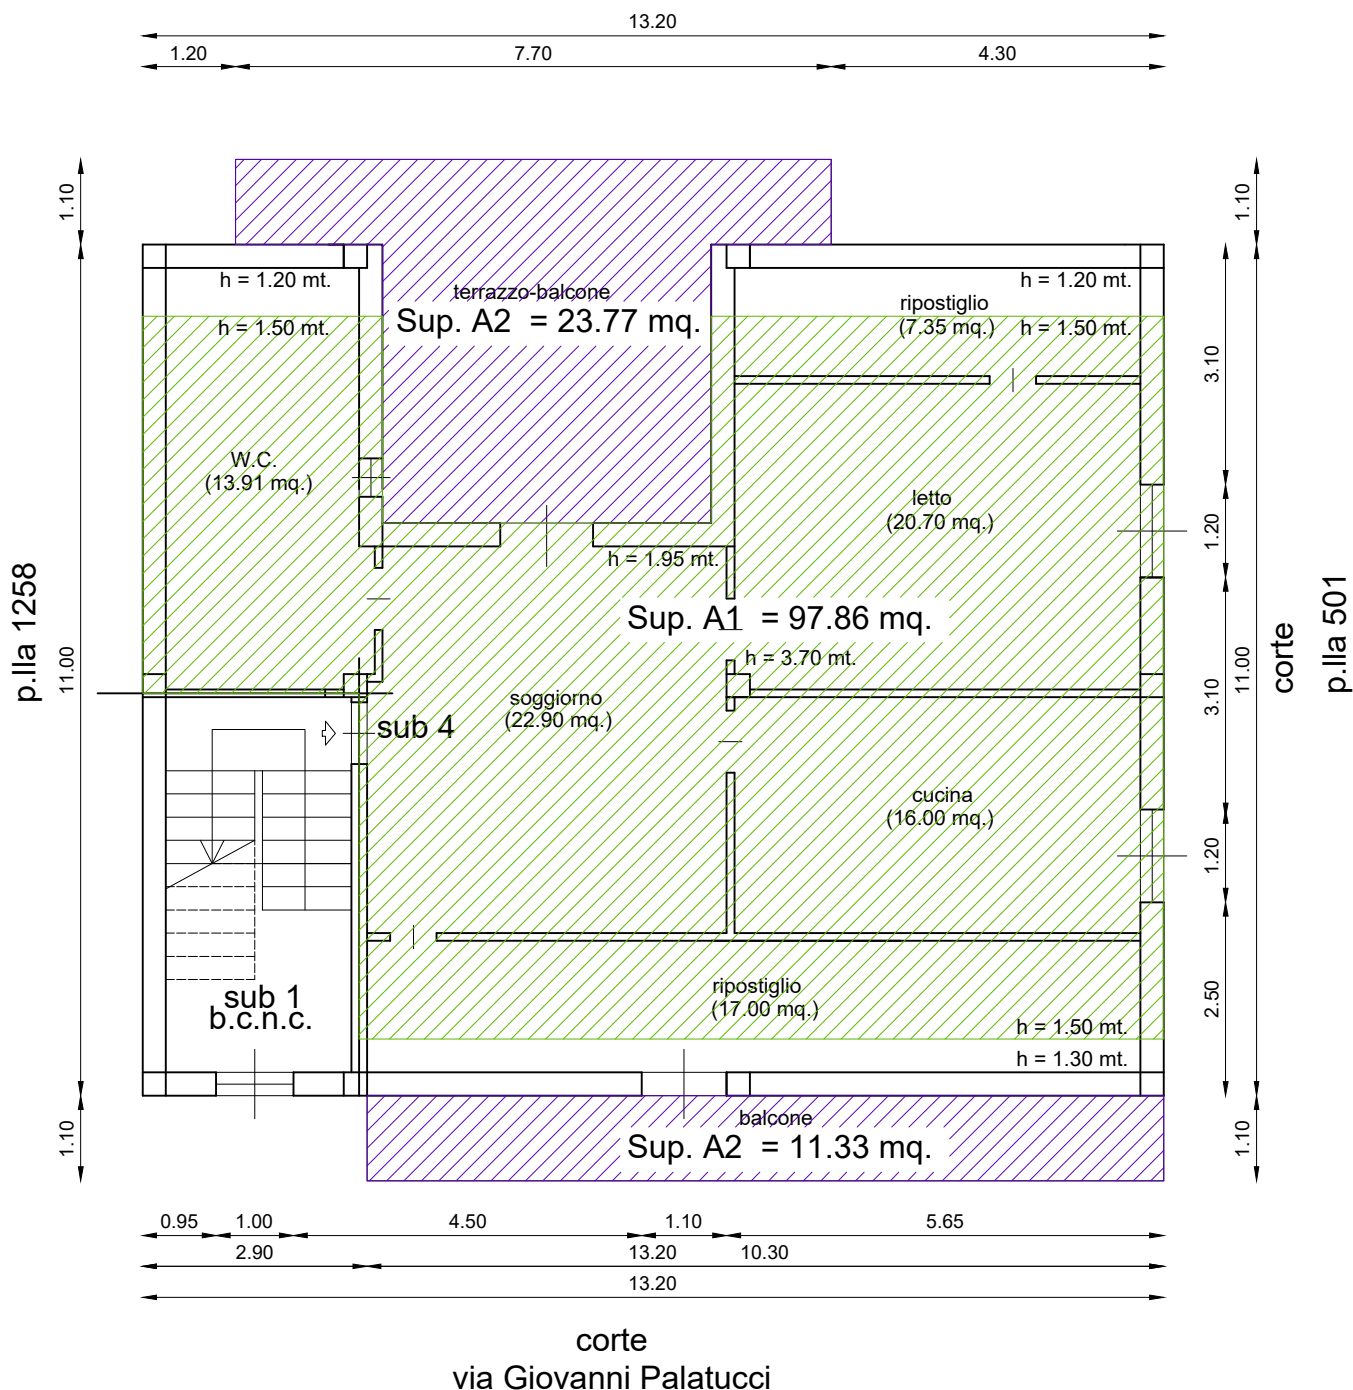 13.20
1.20
7.70
4.30
1.10
1.10
h = 1.20 mt.
terrazzo-balcone
h = 1.20 mt.
ripostiglio
(7.35 mq.)
h = 1.50 mt.
Sup. A2 = 23.77 mq.
h = 1.50 mt.
3.10
W.C.
(13.91 mq.)
letto
(20.70 mq.)
1.20
h = 1.95 mt.
p.lla 1258
11.00
Sup. A1 = 97.86 mq.
h = 3.70 mt.
3.10
11.00
corte
p.lla 501
soggiorno
(22.90 mq.)
sub 4
cucina
(16.00 mq.)
1.20
sub 1
b.c.n.c.
ripostiglio
(17.00 mq.)
2.50
h = 1.50 mt.
h = 1.30 mt.
balcone
Sup. A2 = 11.33 mq.
1.10
1.10
0.95
1.00
4.50
1.10
5.65
2.90
13.20
10.30
13.20
corte
via Giovanni Palatucci